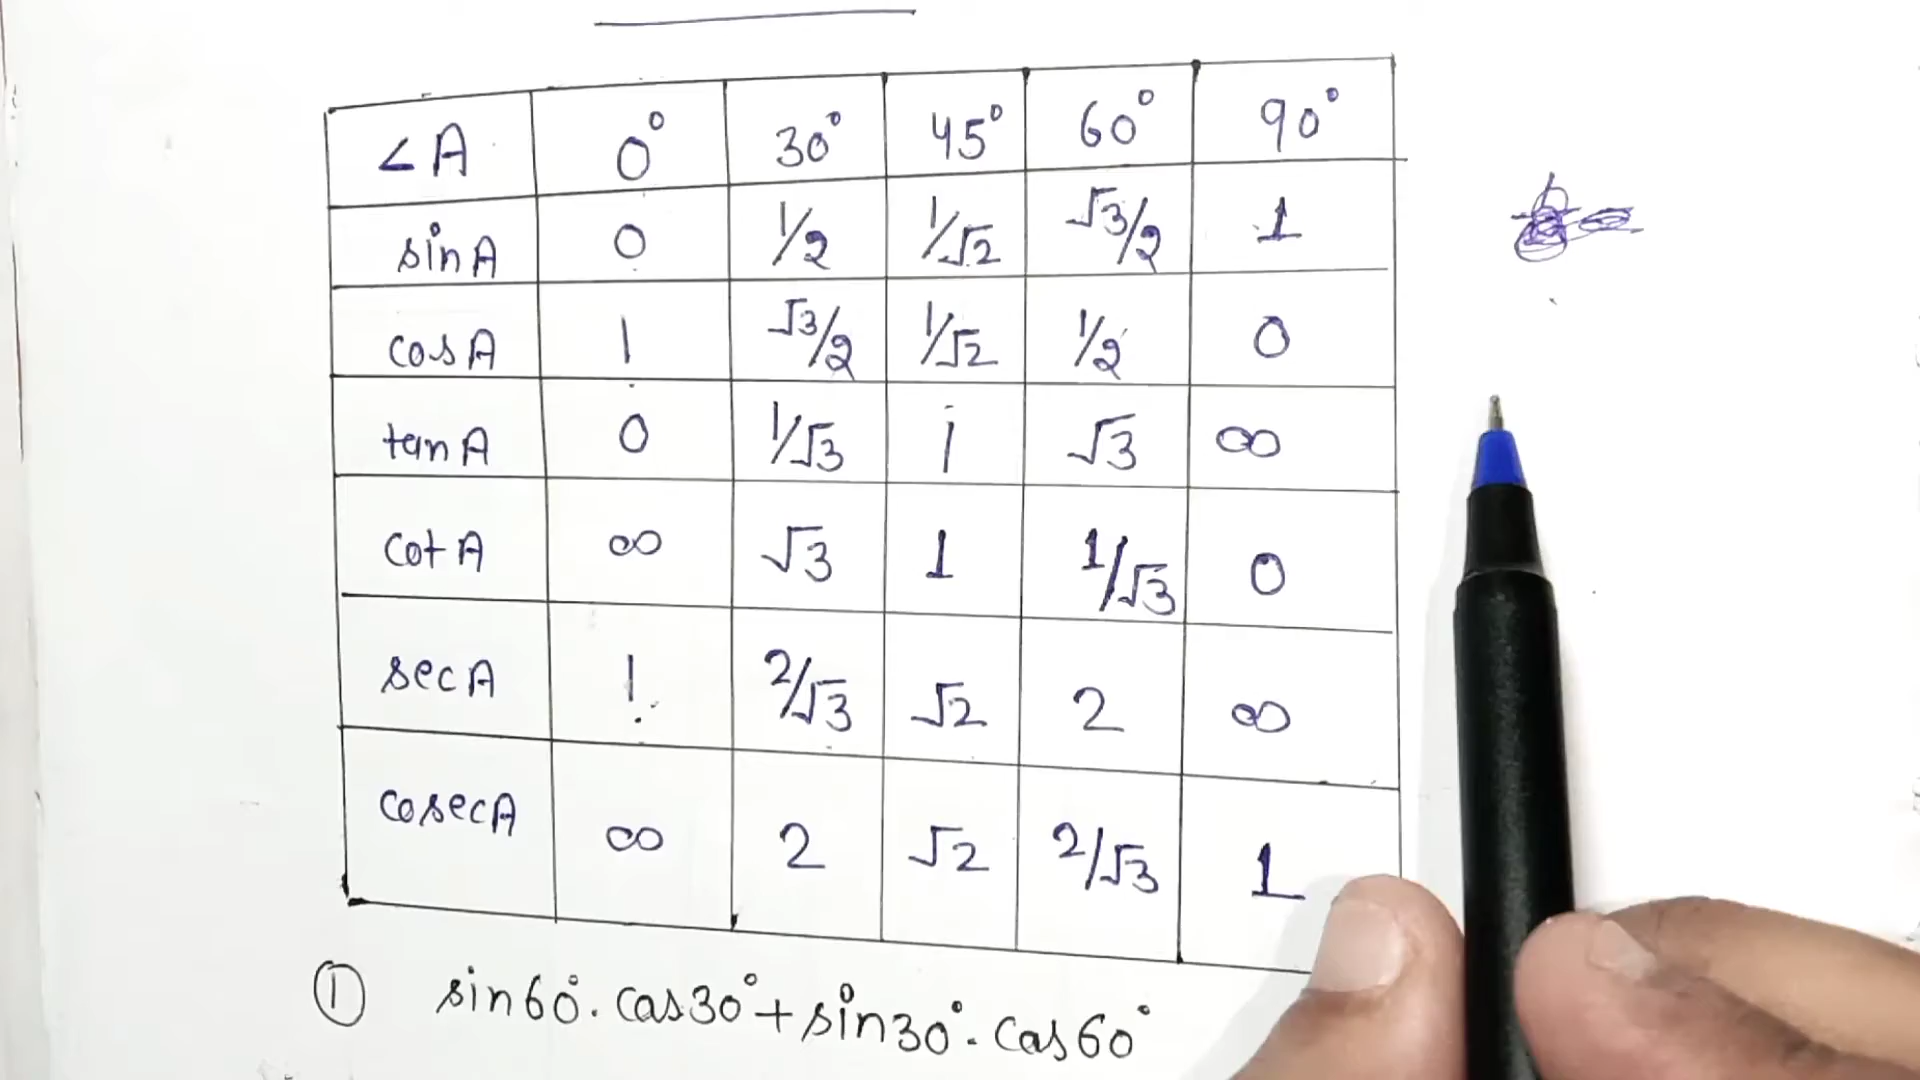 ∠A 0° 30° 45° 60° 90°
sinA 0 1/2 1/√2 √3/2 1
cosA 1 √3/2 1/√2 1/2 0
tanA 0 1/√3 1 √3 ∞
cotA ∞ √3 1 1/√3 0
secA 1 2/√3 √2 2 ∞
cosecA ∞ 2 √2 2/√3 1
① sin60°. cos30°+sin30°. cos60°